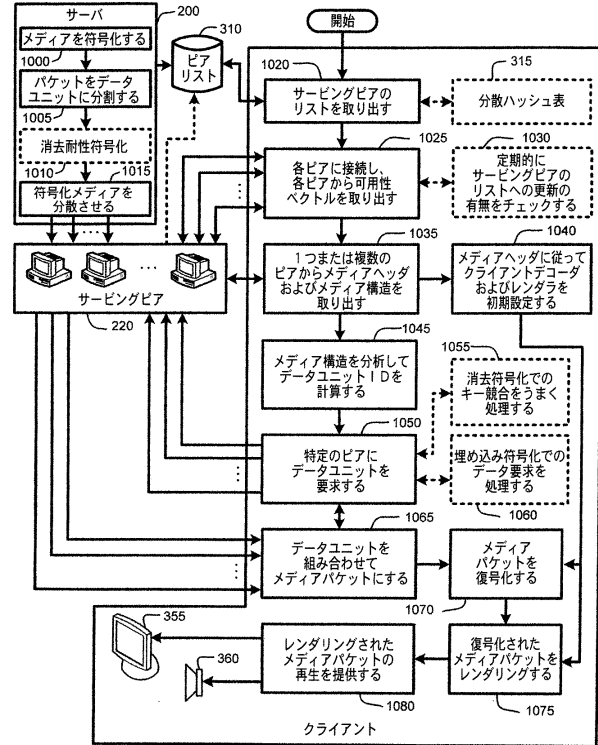 サーバ
200
メディアを符号化する
1000
パケットをデータ
ユニットに分割する
1005
消去耐性符号化
1010
1015
符号化メディアを
分散させる
310
ピア
リスト
開始
1020
サービングピアの
リストを取り出す
315
分散ハッシュ表
1025
各ピアに接続し、
各ピアから可用性
ベクトルを取り出す
1030
定期的に
サービングピアの
リストへの更新の
有無をチェックする
サービングピア
220
1035
1つまたは複数の
ピアからメディアヘッダ
およびメディア構造を
取り出す
1040
メディアヘッダに従って
クライアントデコーダ
およびレンダラを
初期設定する
1045
メディア構造を分析して
データユニットIDを
計算する
1055
消去符号化での
キー競合をうまく
処理する
1050
特定のピアに
データユニットを
要求する
埋め込み符号化での
データ要求を
処理する
1060
1065
データユニットを
組み合わせて
メディアパケットにする
メディア
パケットを
復号化する
1070
355
360
レンダリングされた
メディアパケットの
再生を提供する
1080
復号化された
メディアパケットを
レンダリングする
1075
クライアント